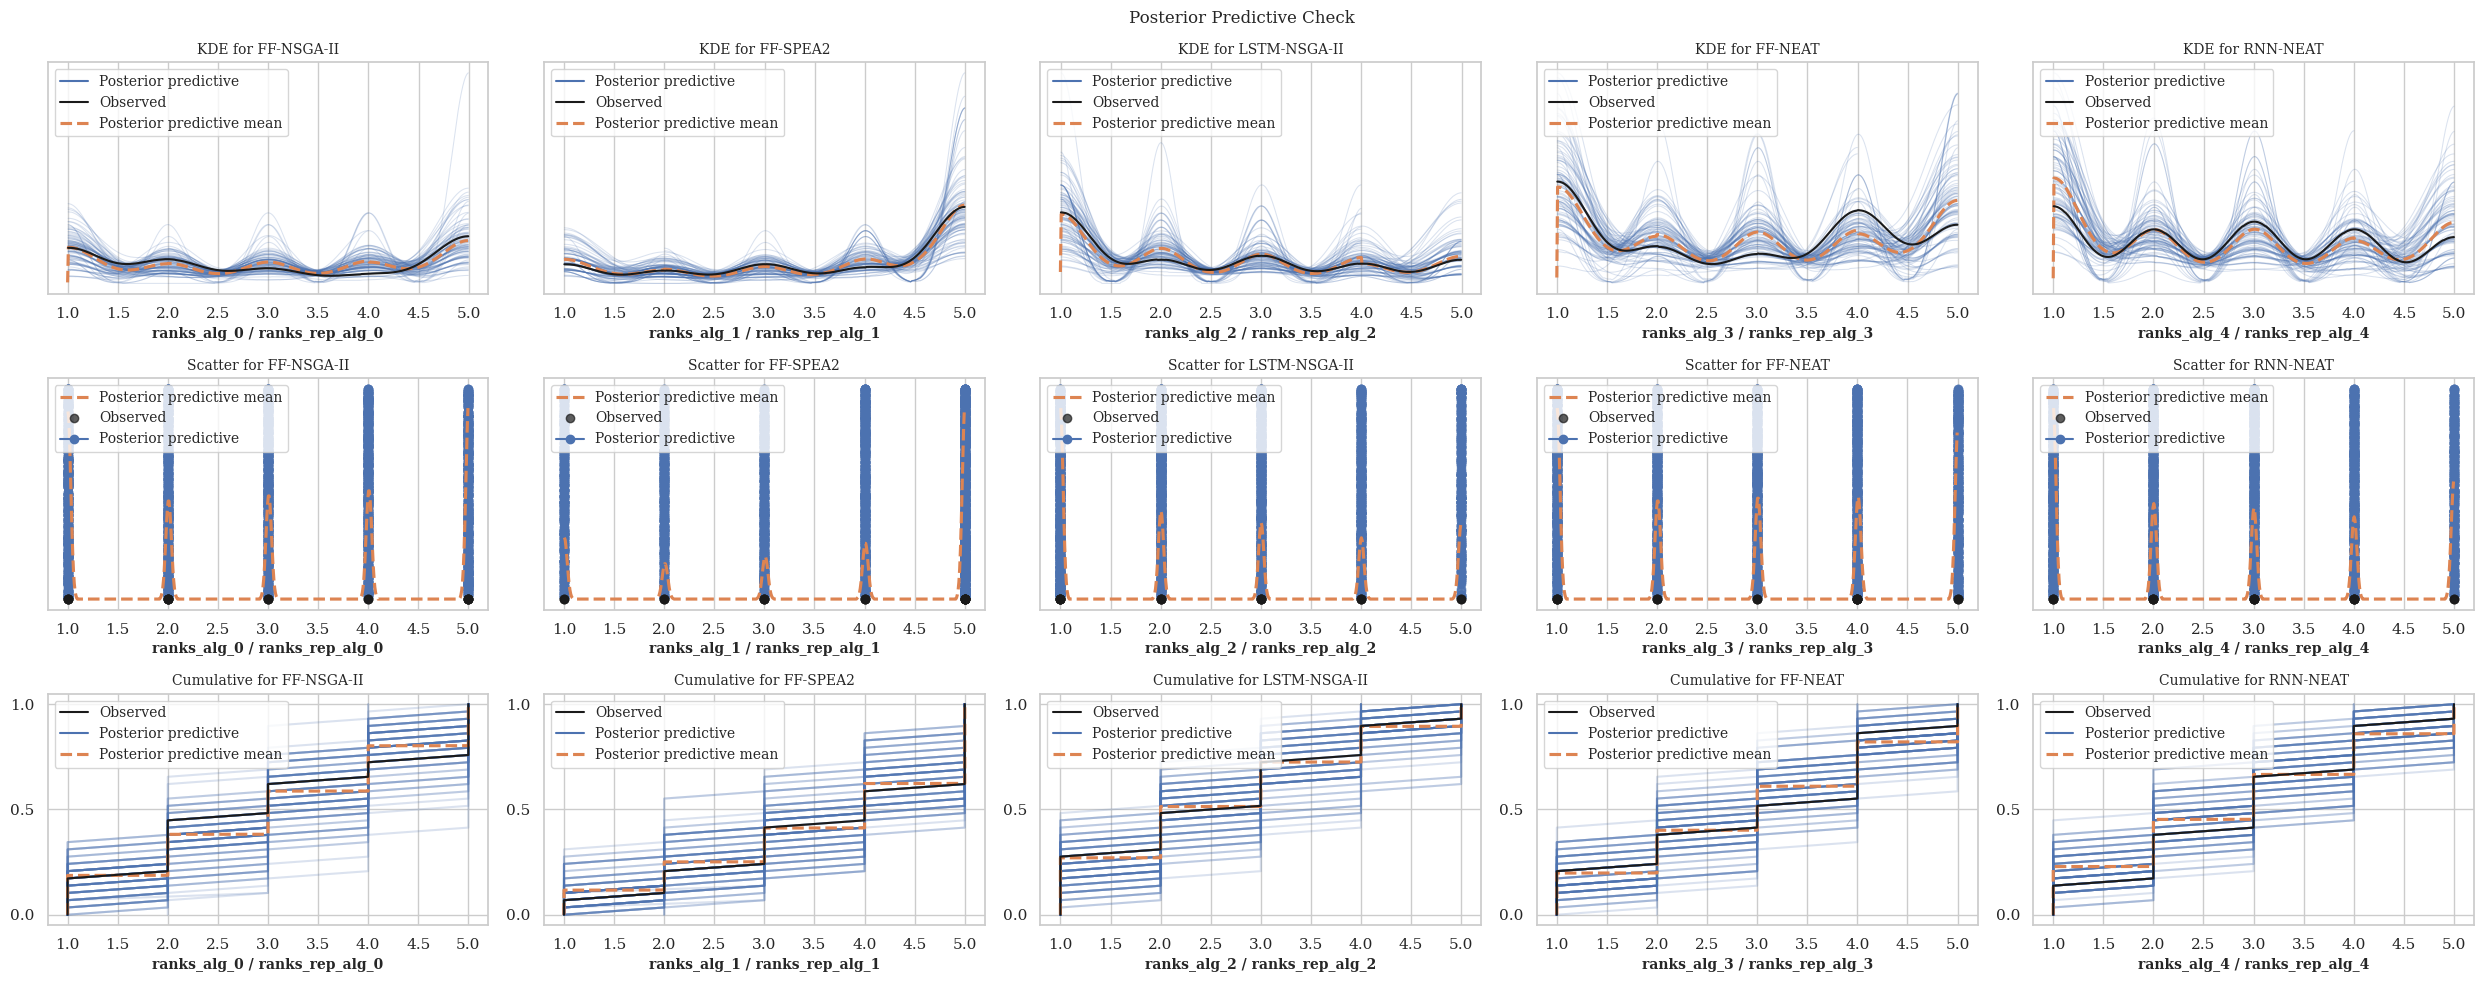 Posterior Predictive Check
KDE for FF-NSGA-II
Posterior predictive
Observed
Posterior predictive mean
1.0 1.5 2.0 2.5 3.0 3.5 4.0 4.5 5.0
ranks_alg_0 / ranks_rep_alg_0
KDE for FF-SPEA2
Posterior predictive
Observed
Posterior predictive mean
1.0 1.5 2.0 2.5 3.0 3.5 4.0 4.5 5.0
ranks_alg_1 / ranks_rep_alg_1
KDE for LSTM-NSGA-II
Posterior predictive
Observed
Posterior predictive mean
1.0 1.5 2.0 2.5 3.0 3.5 4.0 4.5 5.0
ranks_alg_2 / ranks_rep_alg_2
KDE for FF-NEAT
Posterior predictive
Observed
Posterior predictive mean
1.0 1.5 2.0 2.5 3.0 3.5 4.0 4.5 5.0
ranks_alg_3 / ranks_rep_alg_3
KDE for RNN-NEAT
Posterior predictive
Observed
Posterior predictive mean
1.0 1.5 2.0 2.5 3.0 3.5 4.0 4.5 5.0
ranks_alg_4 / ranks_rep_alg_4
Scatter for FF-NSGA-II
Posterior predictive mean
Observed
Posterior predictive
1.0 1.5 2.0 2.5 3.0 3.5 4.0 4.5 5.0
ranks_alg_0 / ranks_rep_alg_0
Scatter for FF-SPEA2
Posterior predictive mean
Observed
Posterior predictive
1.0 1.5 2.0 2.5 3.0 3.5 4.0 4.5 5.0
ranks_alg_1 / ranks_rep_alg_1
Scatter for LSTM-NSGA-II
Posterior predictive mean
Observed
Posterior predictive
1.0 1.5 2.0 2.5 3.0 3.5 4.0 4.5 5.0
ranks_alg_2 / ranks_rep_alg_2
Scatter for FF-NEAT
Posterior predictive mean
Observed
Posterior predictive
1.0 1.5 2.0 2.5 3.0 3.5 4.0 4.5 5.0
ranks_alg_3 / ranks_rep_alg_3
Scatter for RNN-NEAT
Posterior predictive mean
Observed
Posterior predictive
1.0 1.5 2.0 2.5 3.0 3.5 4.0 4.5 5.0
ranks_alg_4 / ranks_rep_alg_4
Cumulative for FF-NSGA-II
1.0
0.5
0.0
Observed
Posterior predictive
Posterior predictive mean
1.0 1.5 2.0 2.5 3.0 3.5 4.0 4.5 5.0
ranks_alg_0 / ranks_rep_alg_0
Cumulative for FF-SPEA2
1.0
0.5
0.0
Observed
Posterior predictive
Posterior predictive mean
1.0 1.5 2.0 2.5 3.0 3.5 4.0 4.5 5.0
ranks_alg_1 / ranks_rep_alg_1
Cumulative for LSTM-NSGA-II
1.0
0.5
0.0
Observed
Posterior predictive
Posterior predictive mean
1.0 1.5 2.0 2.5 3.0 3.5 4.0 4.5 5.0
ranks_alg_2 / ranks_rep_alg_2
Cumulative for FF-NEAT
1.0
0.5
0.0
Observed
Posterior predictive
Posterior predictive mean
1.0 1.5 2.0 2.5 3.0 3.5 4.0 4.5 5.0
ranks_alg_3 / ranks_rep_alg_3
Cumulative for RNN-NEAT
1.0
0.5
0.0
Observed
Posterior predictive
Posterior predictive mean
1.0 1.5 2.0 2.5 3.0 3.5 4.0 4.5 5.0
ranks_alg_4 / ranks_rep_alg_4